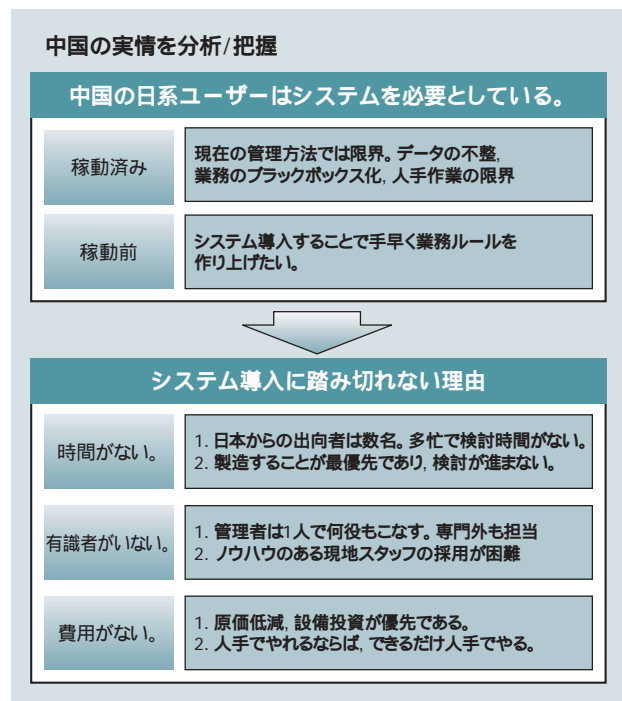 中国の実情を分析/把握
中国の日系ユーザーはシステムを必要としている。
稼動済み
現在の管理方法では限界。データの不整,
業務のブラックボックス化, 人手作業の限界
稼動前
システム導入することで手早く業務ルールを
作り上げたい。
システム導入に踏み切れない理由
時間がない。
1. 日本からの出向者は数名。多忙で検討時間がない。
2. 製造することが最優先であり, 検討が進まない。
有識者がいない。
1. 管理者は1人で何役もこなす。専門外も担当
2. ノウハウのある現地スタッフの採用が困難
費用がない。
1. 原価低減, 設備投資が優先である。
2. 人手でやれるならば, できるだけ人手でやる。